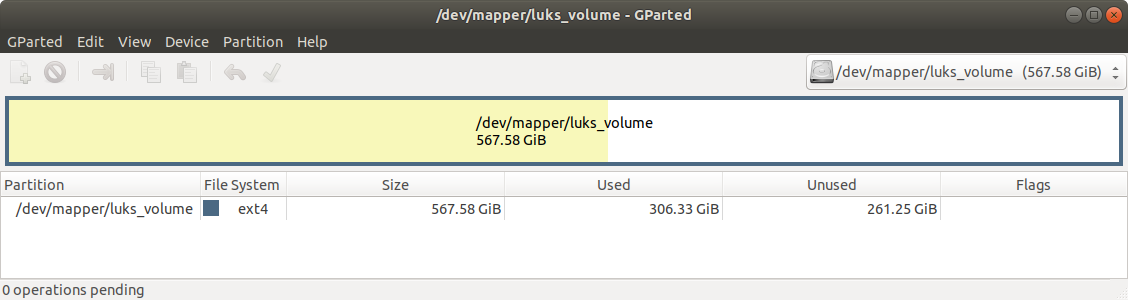 /dev/mapper/luks_volume - GParted
GParted Edit View Device Partition Help
/dev/mapper/luks_volume (567.58 GiB)
/dev/mapper/luks_volume
567.58 GiB
Partition File System Size Used Unused Flags
/dev/mapper/luks_volume ext4 567.58 GiB 306.33 GiB 261.25 GiB
0 operations pending